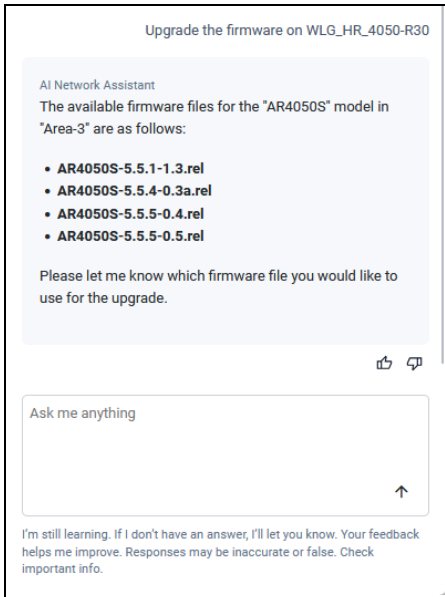 Upgrade the firmware on WLG_HR_4050-R30
AI Network Assistant
The available firmware files for the "AR4050S" model in
"Area-3" are as follows:
• AR4050S-5.5.1-1.3.rel
• AR4050S-5.5.4-0.3a.rel
• AR4050S-5.5.5-0.4.rel
• AR4050S-5.5.5-0.5.rel
Please let me know which firmware file you would like to
use for the upgrade.
Ask me anything
I'm still learning. If I don't have an answer, I'll let you know. Your feedback
helps me improve. Responses may be inaccurate or false. Check
important info.